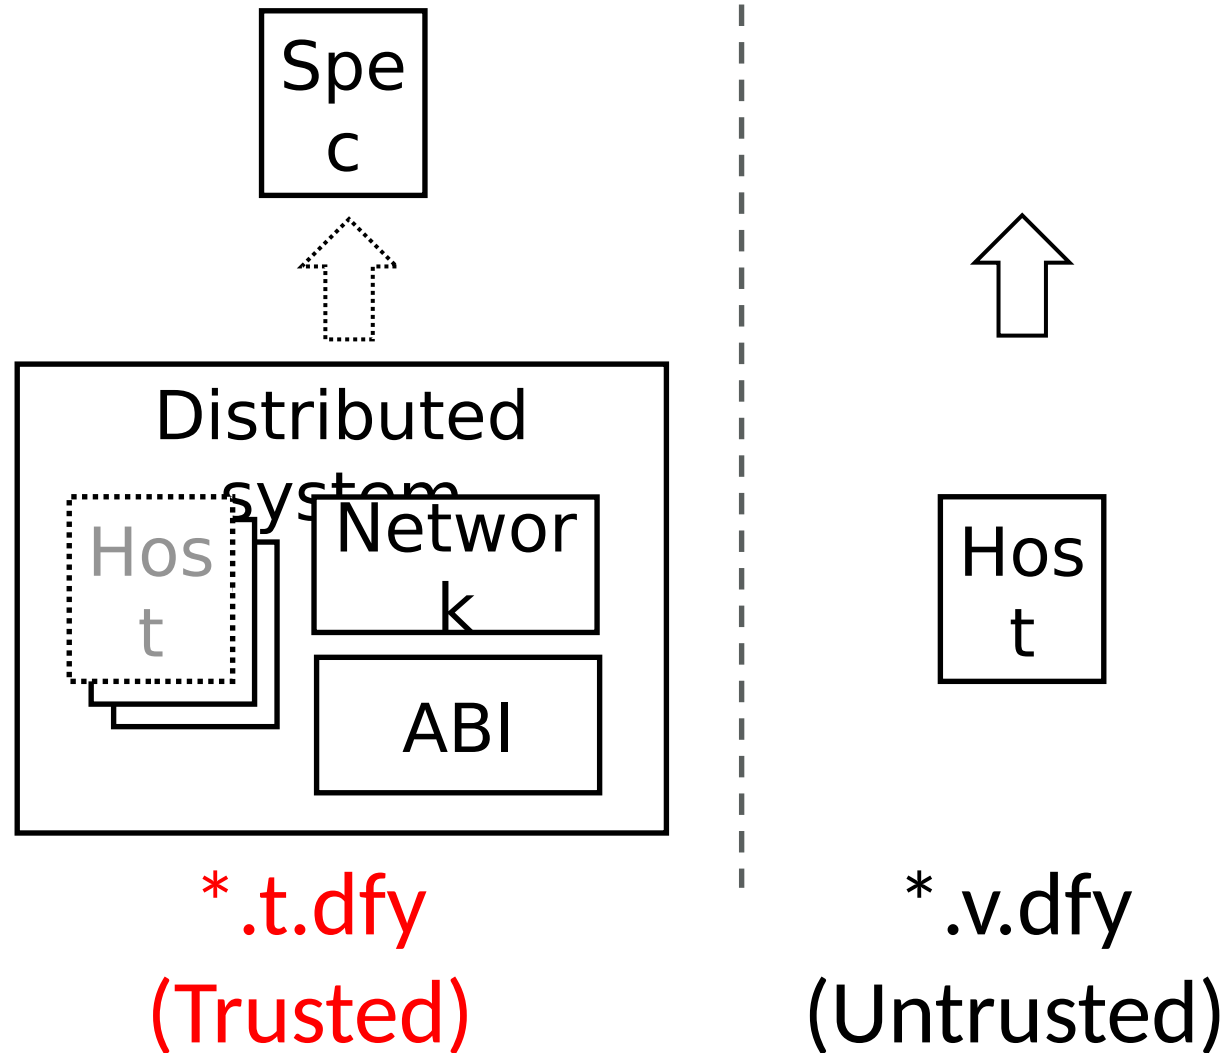 Spe
c
Distributed
system
Hos
t
Networ
k
ABI
Hos
t
*.t.dfy
(Trusted)
*.v.dfy
(Untrusted)